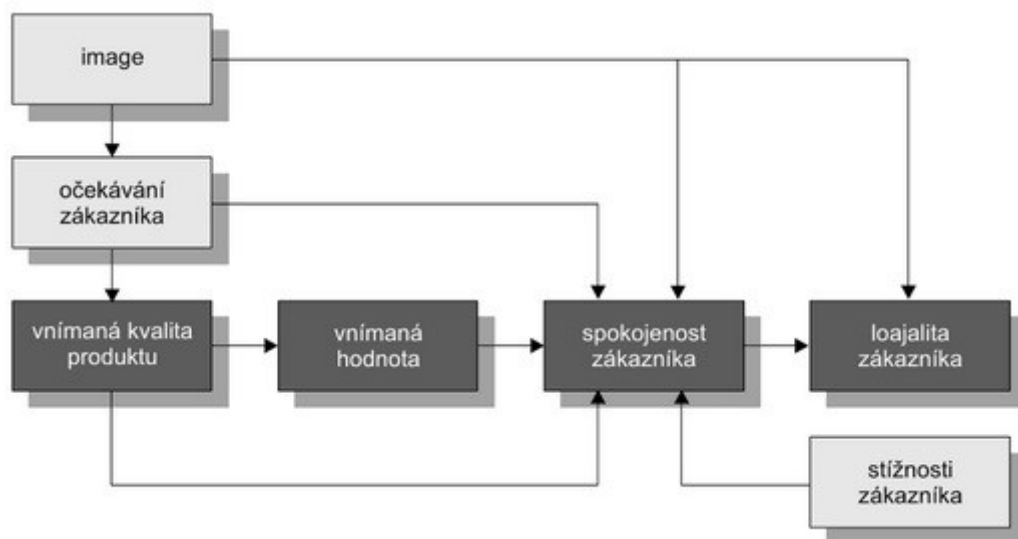 image
očekávání
zákazníka
vnímaná kvalita
produktu
vnímaná
hodnota
spokojenost
zákazníka
loajalita
zákazníka
stížnosti
zákazníka